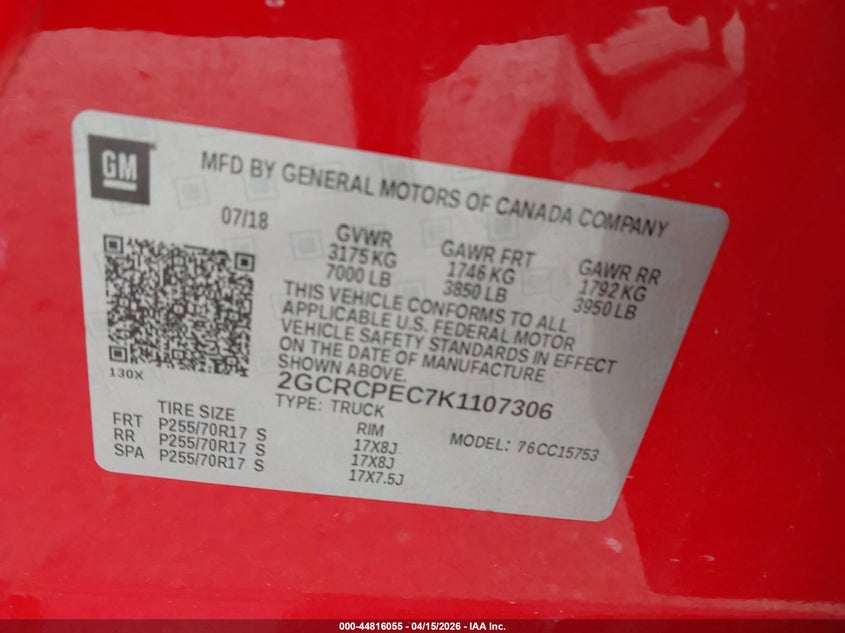 GM
MFD BY GENERAL MOTORS OF CANADA COMPANY
07/18
GVWR GAWR FRT GAWR RR
3175 KG 1746 KG 1792 KG
7000 LB 3850 LB 3950 LB
THIS VEHICLE CONFORMS TO ALL
APPLICABLE U.S. FEDERAL MOTOR
VEHICLE SAFETY STANDARDS IN EFFECT
ON THE DATE OF MANUFACTURE
SHOWN ABOVE.
130X
2GCRCPEC7K1107306
TYPE: TRUCK
MODEL: 76CC15753
TIRE SIZE RIM
FRT P255/70R17 S 17X8J
RR P255/70R17 S 17X8J
SPA P255/70R17 S 17X7.5J
000-44816055 - 04/15/2026 - IAA Inc.